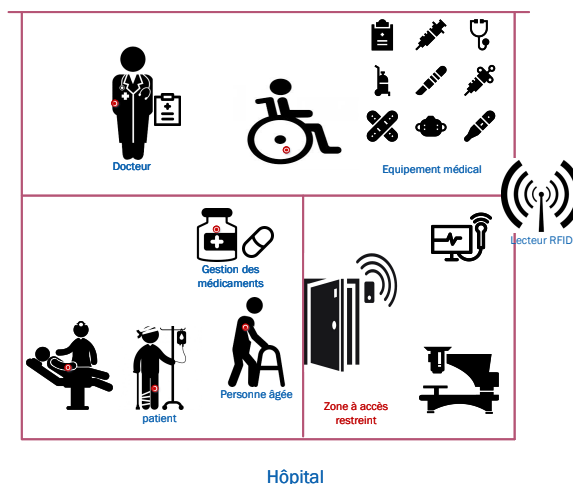 Docteur
Equipement médical
Lecteur RFID
Gestion des
médicaments
Personne âgée
patient
Zone à accès
restreint
Hôpital